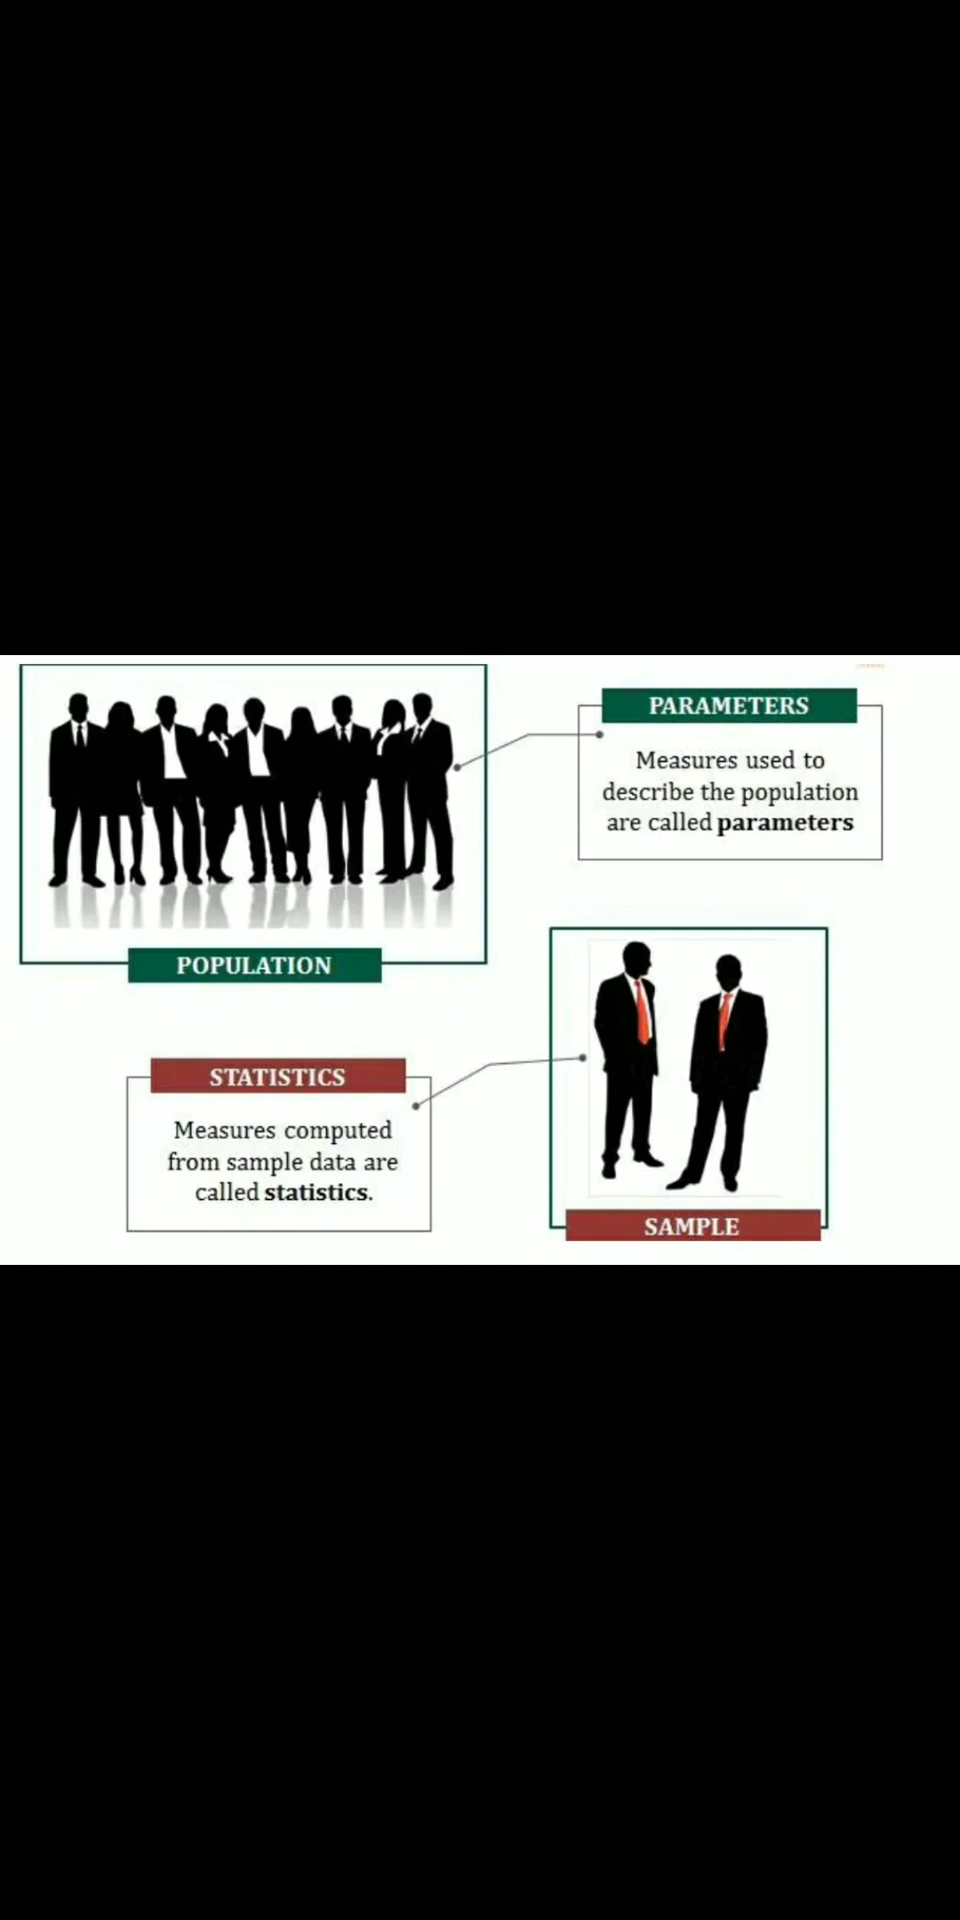 PARAMETERS
Measures used to
describe the population
are called parameters
POPULATION
STATISTICS
Measures computed
from sample data are
called statistics.
SAMPLE